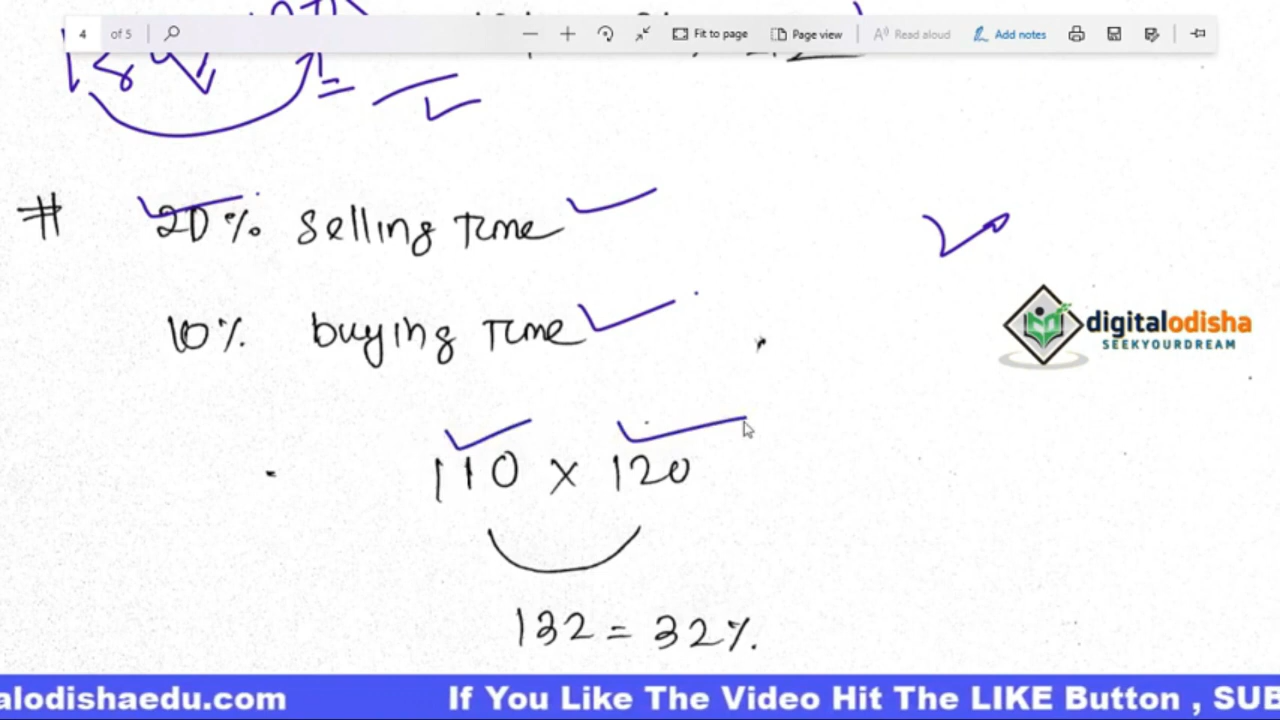 4 of 5 Fit to page Page view Read aloud Add notes
# 20% Selling Time
10% buying Time
digitalodisha
SEEKYOURDREAM
110 x 120
132 = 32%.
alodishaedu.com If You Like The Video Hit The LIKE Button , SUB